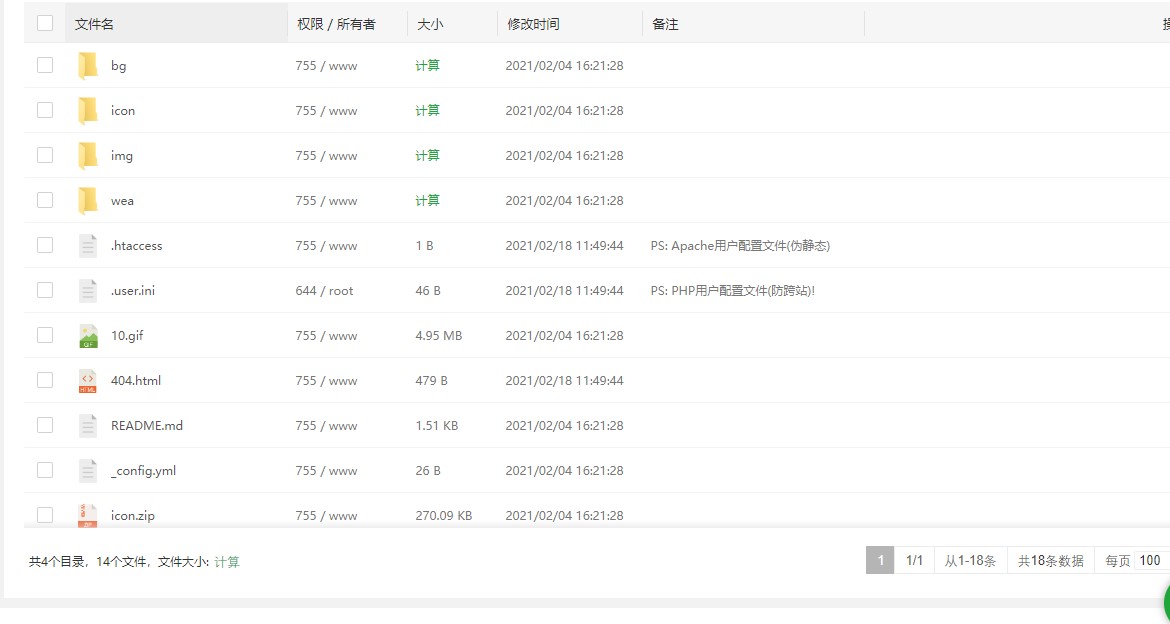 文件名 权限 / 所有者 大小 修改时间 备注
bg 755 / www 计算 2021/02/04 16:21:28
icon 755 / www 计算 2021/02/04 16:21:28
img 755 / www 计算 2021/02/04 16:21:28
wea 755 / www 计算 2021/02/04 16:21:28
.htaccess 755 / www 1 B 2021/02/18 11:49:44 PS: Apache用户配置文件(伪静态)
.user.ini 644 / root 46 B 2021/02/18 11:49:44 PS: PHP用户配置文件(防跨站)!
10.gif 755 / www 4.95 MB 2021/02/04 16:21:28
404.html 755 / www 479 B 2021/02/18 11:49:44
README.md 755 / www 1.51 KB 2021/02/04 16:21:28
_config.yml 755 / www 26 B 2021/02/04 16:21:28
icon.zip 755 / www 270.09 KB 2021/02/04 16:21:28
共4个目录，14个文件，文件大小: 计算 1 1/1 从1-18条 共18条数据 每页 100